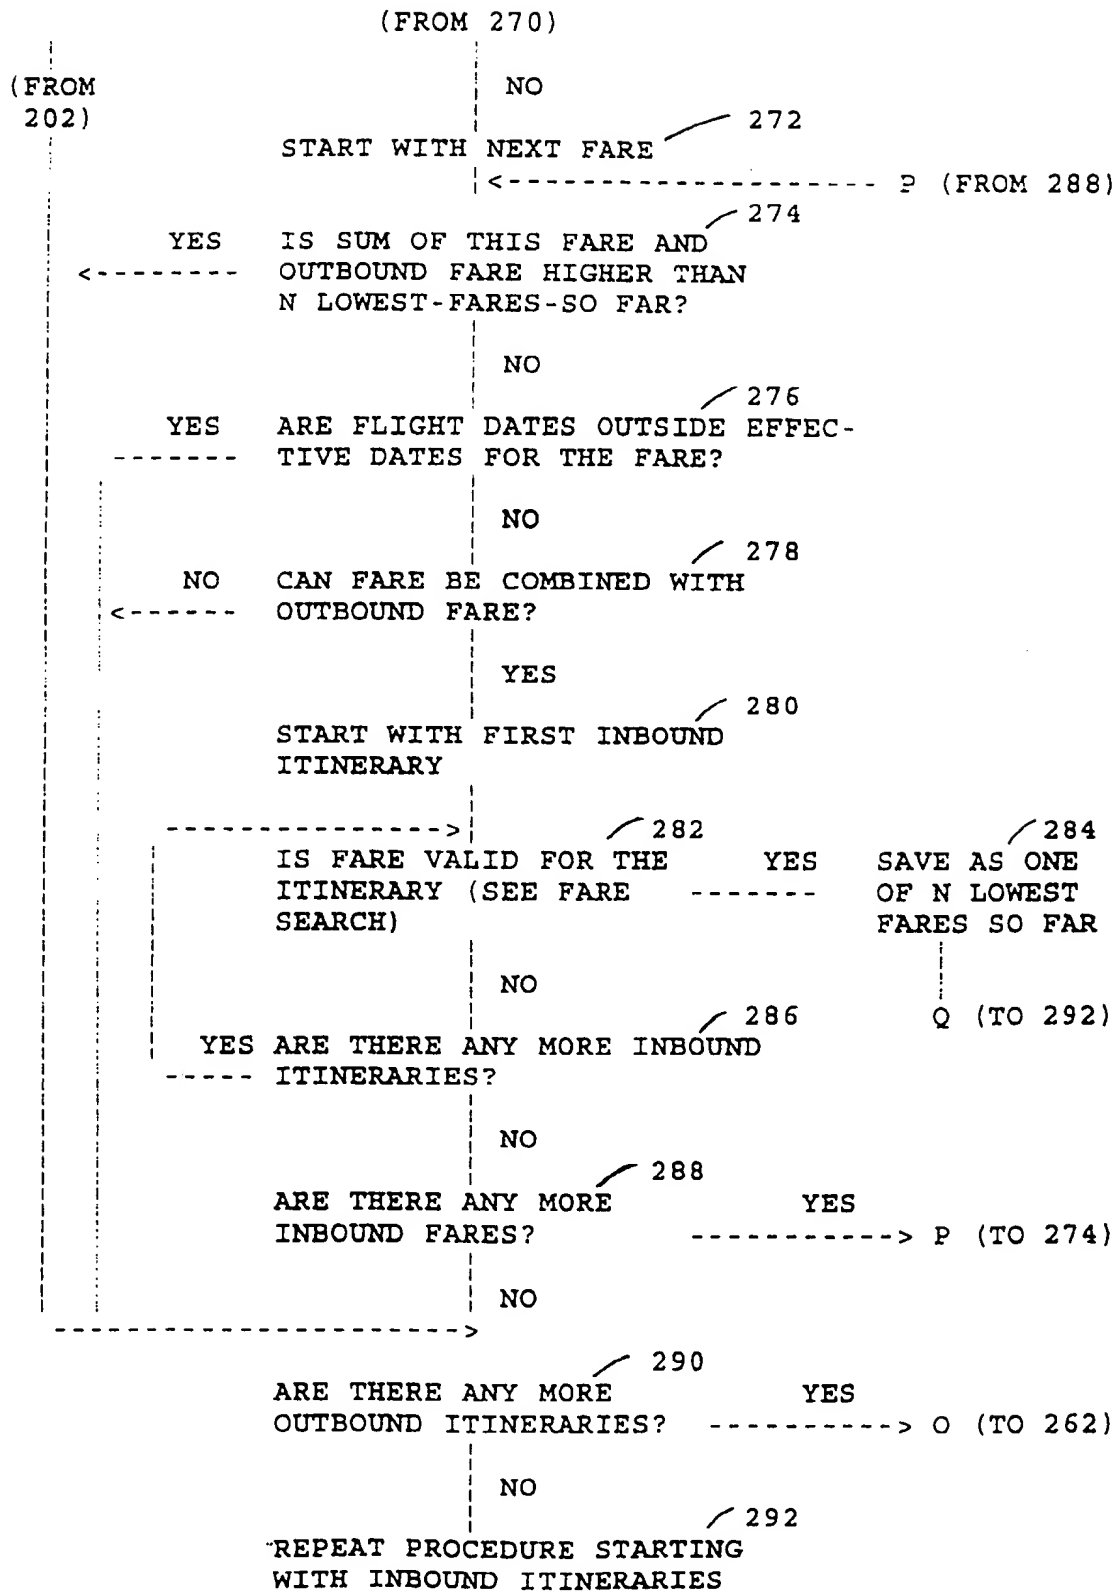 (FROM 270)
(FROM
202)
NO
272
START WITH NEXT FARE
P (FROM 288)
274
YES IS SUM OF THIS FARE AND
OUTBOUND FARE HIGHER THAN
N LOWEST-FARES-SO FAR?
NO
276
YES ARE FLIGHT DATES OUTSIDE EFFEC-
TIVE DATES FOR THE FARE?
NO
278
NO CAN FARE BE COMBINED WITH
OUTBOUND FARE?
YES
280
START WITH FIRST INBOUND
ITINERARY
282
IS FARE VALID FOR THE
ITINERARY (SEE FARE
SEARCH)
YES
284
SAVE AS ONE
OF N LOWEST
FARES SO FAR
NO
Q (TO 292)
286
YES ARE THERE ANY MORE INBOUND
ITINERARIES?
NO
288
ARE THERE ANY MORE YES
INBOUND FARES? P (TO 274)
NO
290
ARE THERE ANY MORE YES
OUTBOUND ITINERARIES? O (TO 262)
NO
292
REPEAT PROCEDURE STARTING
WITH INBOUND ITINERARIES